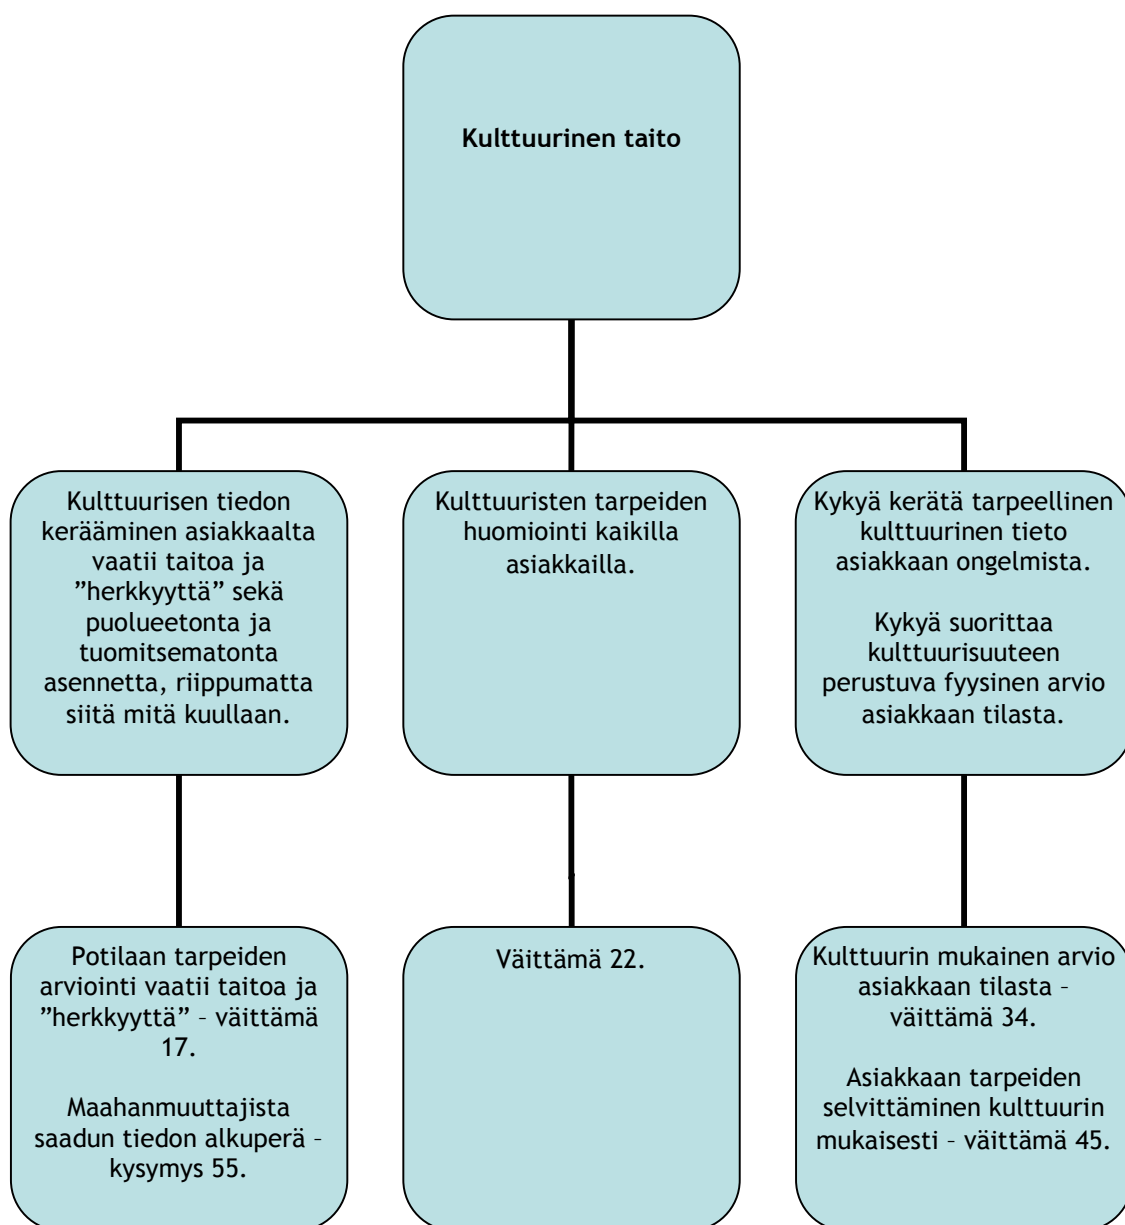 Kulttuurinen taito
Kulttuurisen tiedon
kerääminen asiakkaalta
vaatii taitoa ja
”herkkyyttä” sekä
puolueetonta ja
tuomitsematonta
asennetta, riippumatta
siitä mitä kuullaan.
Kulttuuristen tarpeiden
huomiointi kaikilla
asiakkailla.
Kykyä kerätä tarpeellinen
kulttuurinen tieto
asiakkaan ongelmista.
Kykyä suorittaa
kulttuurisuuteen
perustuva fyysinen arvio
asiakkaan tilasta.
Potilaan tarpeiden
arviointi vaatii taitoa ja
”herkkyyttä” – väittämä
17.
Maahanmuuttajista
saadun tiedon alkuperä –
kysymys 55.
Väittämä 22.
Kulttuurin mukainen arvio
asiakkaan tilasta –
väittämä 34.
Asiakkaan tarpeiden
selvittäminen kulttuurin
mukaisesti – väittämä 45.